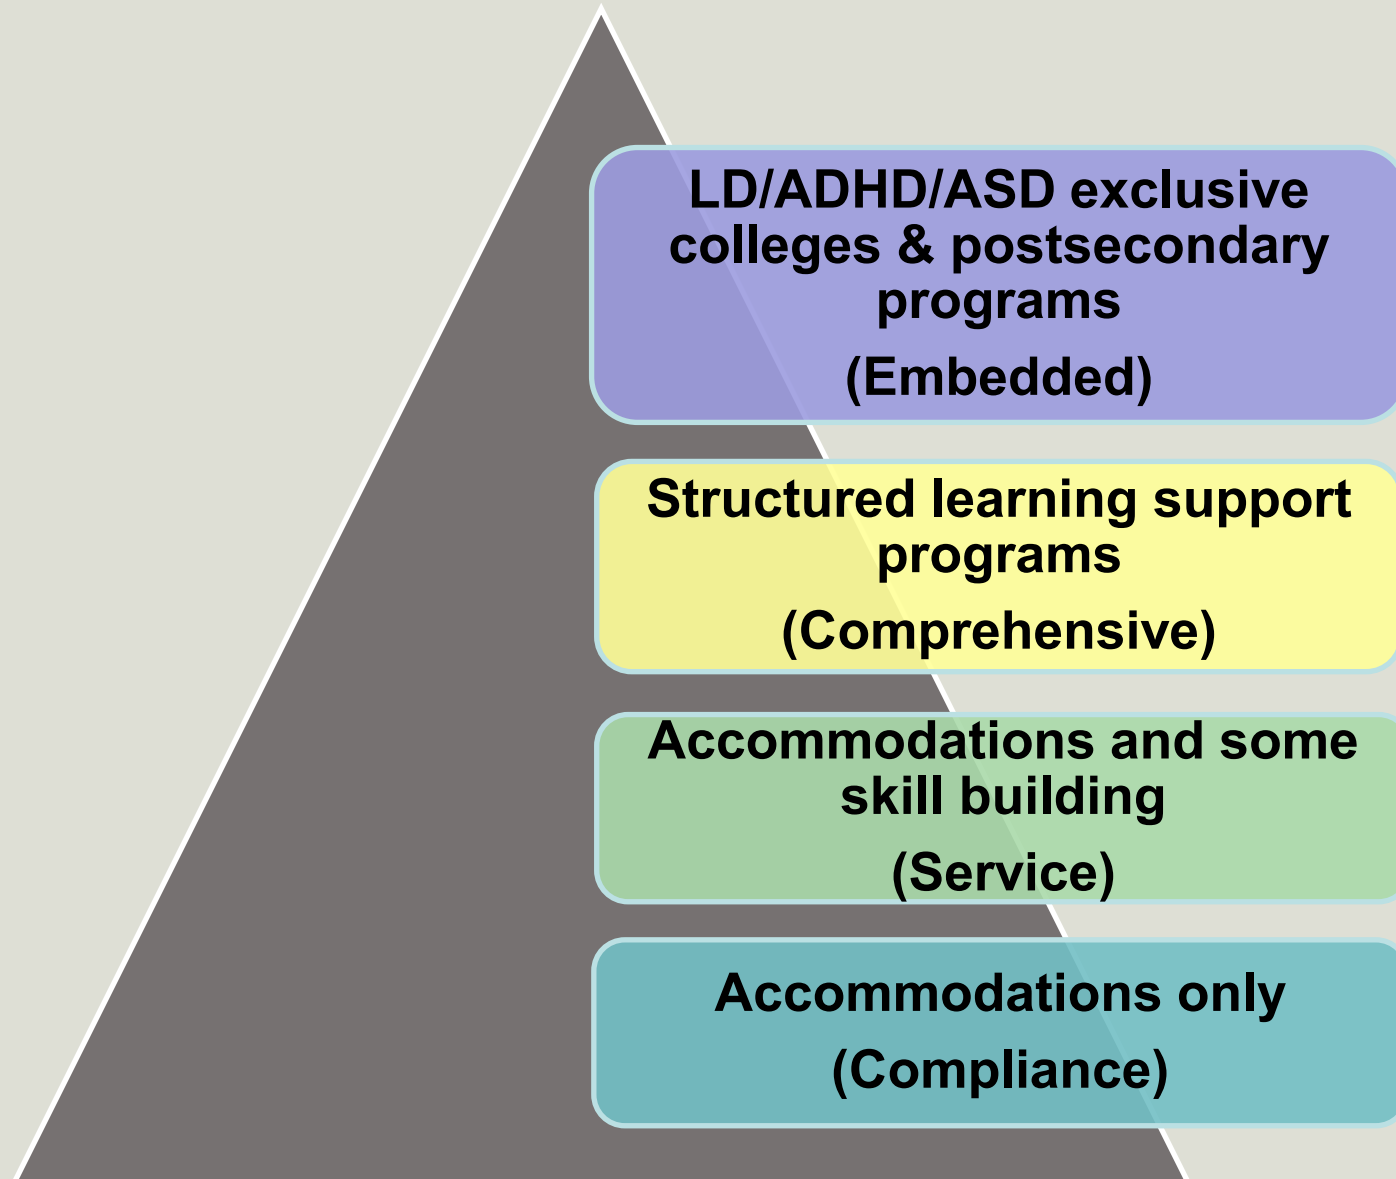 LD/ADHD/ASD exclusive
colleges & postsecondary
programs
(Embedded)
Structured learning support
programs
(Comprehensive)
Accommodations and some
skill building
(Service)
Accommodations only
(Compliance)